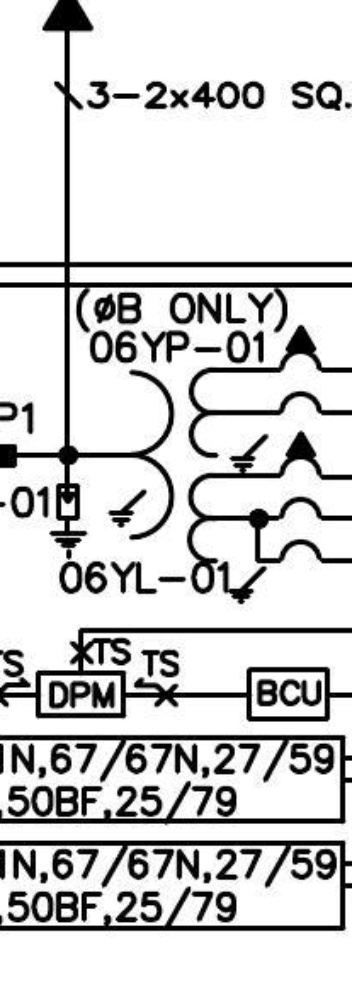 3-2x400 SQ.
(øB ONLY)
06YP-01
P1
-01
06YL-01
TS TS
DPM
BCU
N,67/67N,27/59
,50BF,25/79
N,67/67N,27/59
,50BF,25/79